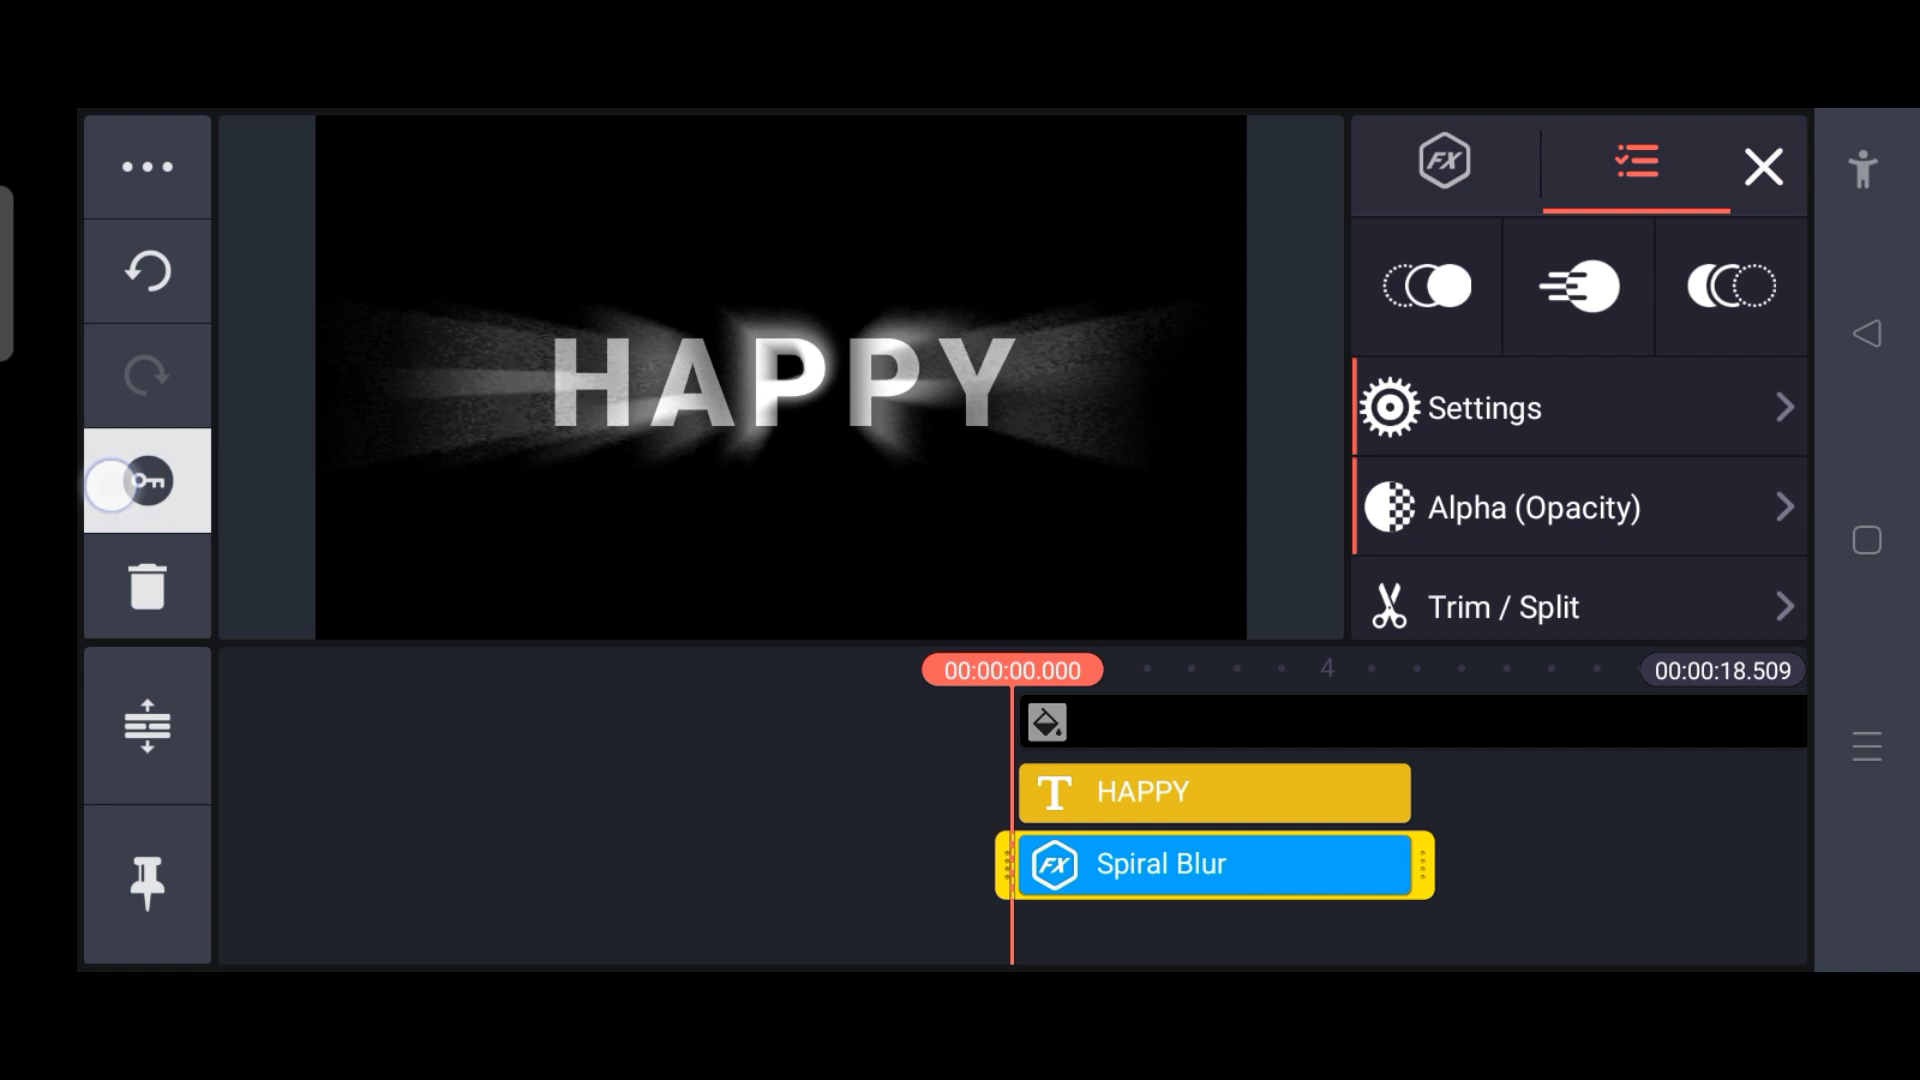 FX
HAPPY
Settings
Alpha (Opacity)
Trim / Split
00:00:00.000
4
00:00:18.509
T HAPPY
FX Spiral Blur